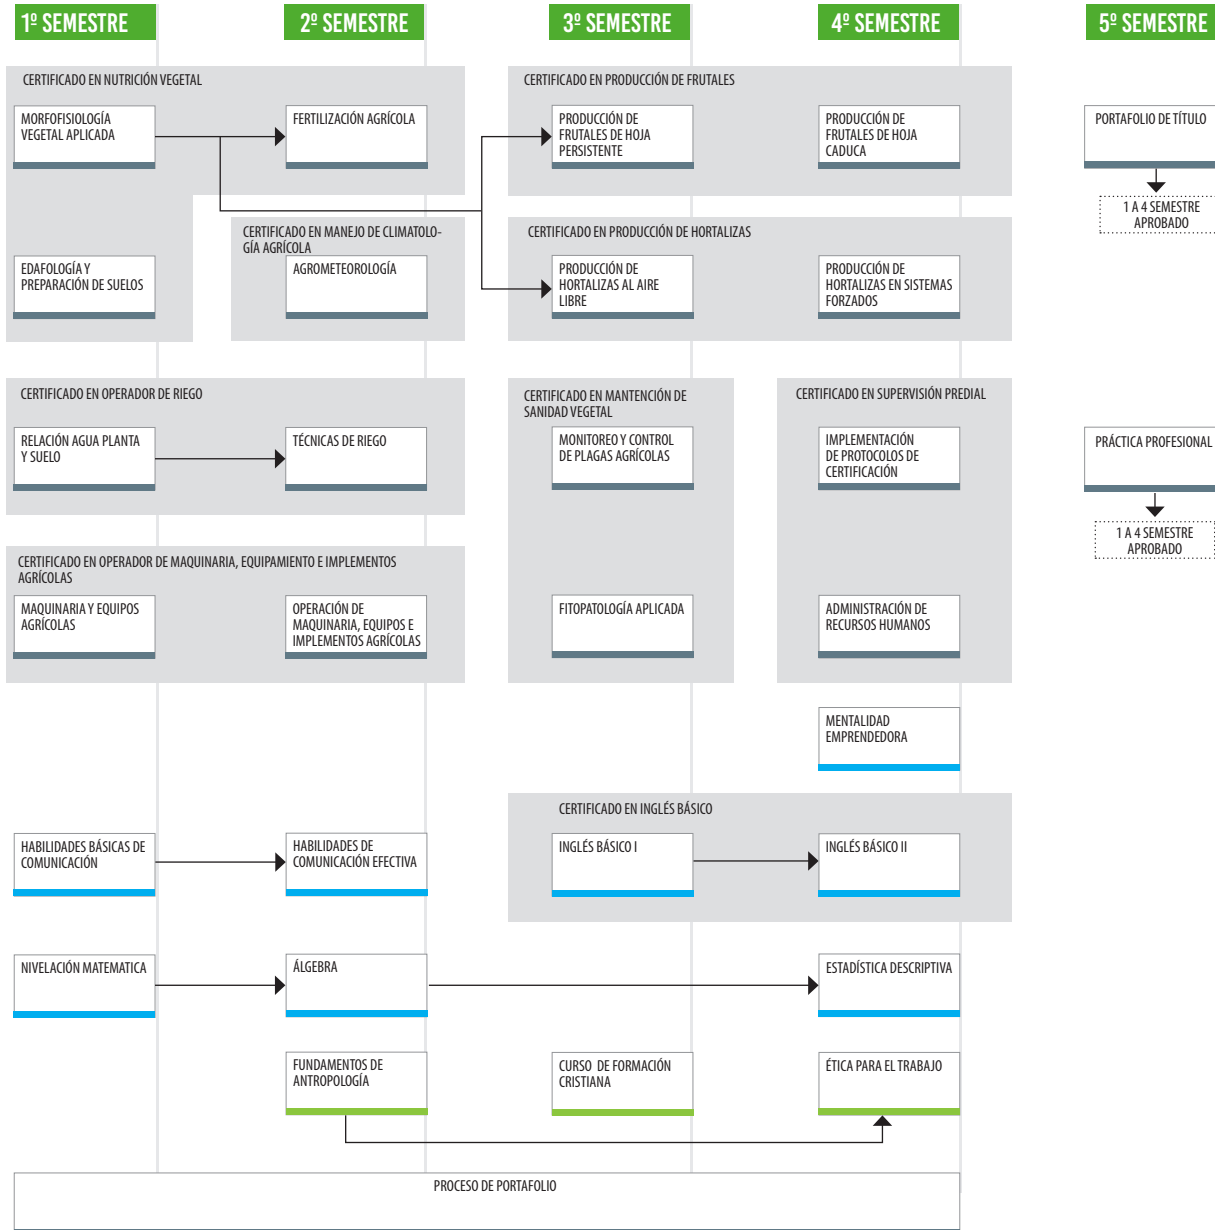 1º SEMESTRE
2º SEMESTRE
3º SEMESTRE
4º SEMESTRE
5º SEMESTRE
CERTIFICADO EN NUTRICIÓN VEGETAL
CERTIFICADO EN PRODUCCIÓN DE FRUTALES
MORFOFISIOLOGÍA
VEGETAL APLICADA
FERTILIZACIÓN AGRÍCOLA
PRODUCCIÓN DE
FRUTALES DE HOJA
PERSISTENTE
PRODUCCIÓN DE
FRUTALES DE HOJA
CADUCA
PORTAFOLIO DE TÍTULO
1 A 4 SEMESTRE
APROBADO
CERTIFICADO EN MANEJO DE CLIMATOLO-
GÍA AGRÍCOLA
CERTIFICADO EN PRODUCCIÓN DE HORTALIZAS
EDAFOLOGÍA Y
PREPARACIÓN DE SUELOS
AGROMETEOROLOGÍA
PRODUCCIÓN DE
HORTALIZAS AL AIRE
LIBRE
PRODUCCIÓN DE
HORTALIZAS EN SISTEMAS
FORZADOS
CERTIFICADO EN OPERADOR DE RIEGO
CERTIFICADO EN MANTENCIÓN DE
SANIDAD VEGETAL
CERTIFICADO EN SUPERVISIÓN PREDIAL
RELACIÓN AGUA PLANTA
Y SUELO
TÉCNICAS DE RIEGO
MONITOREO Y CONTROL
DE PLAGAS AGRÍCOLAS
IMPLEMENTACIÓN
DE PROTOCOLOS DE
CERTIFICACIÓN
PRÁCTICA PROFESIONAL
1 A 4 SEMESTRE
APROBADO
CERTIFICADO EN OPERADOR DE MAQUINARIA, EQUIPAMIENTO E IMPLEMENTOS
AGRÍCOLAS
MAQUINARIA Y EQUIPOS
AGRÍCOLAS
OPERACIÓN DE
MAQUINARIA, EQUIPOS E
IMPLEMENTOS AGRÍCOLAS
FITOPATOLOGÍA APLICADA
ADMINISTRACIÓN DE
RECURSOS HUMANOS
MENTALIDAD
EMPRENDEDORA
CERTIFICADO EN INGLÉS BÁSICO
HABILIDADES BÁSICAS DE
COMUNICACIÓN
HABILIDADES DE
COMUNICACIÓN EFECTIVA
INGLÉS BÁSICO I
INGLÉS BÁSICO II
NIVELACIÓN MATEMATICA
ÁLGEBRA
ESTADÍSTICA DESCRIPTIVA
FUNDAMENTOS DE
ANTROPOLOGÍA
CURSO DE FORMACIÓN
CRISTIANA
ÉTICA PARA EL TRABAJO
PROCESO DE PORTAFOLIO